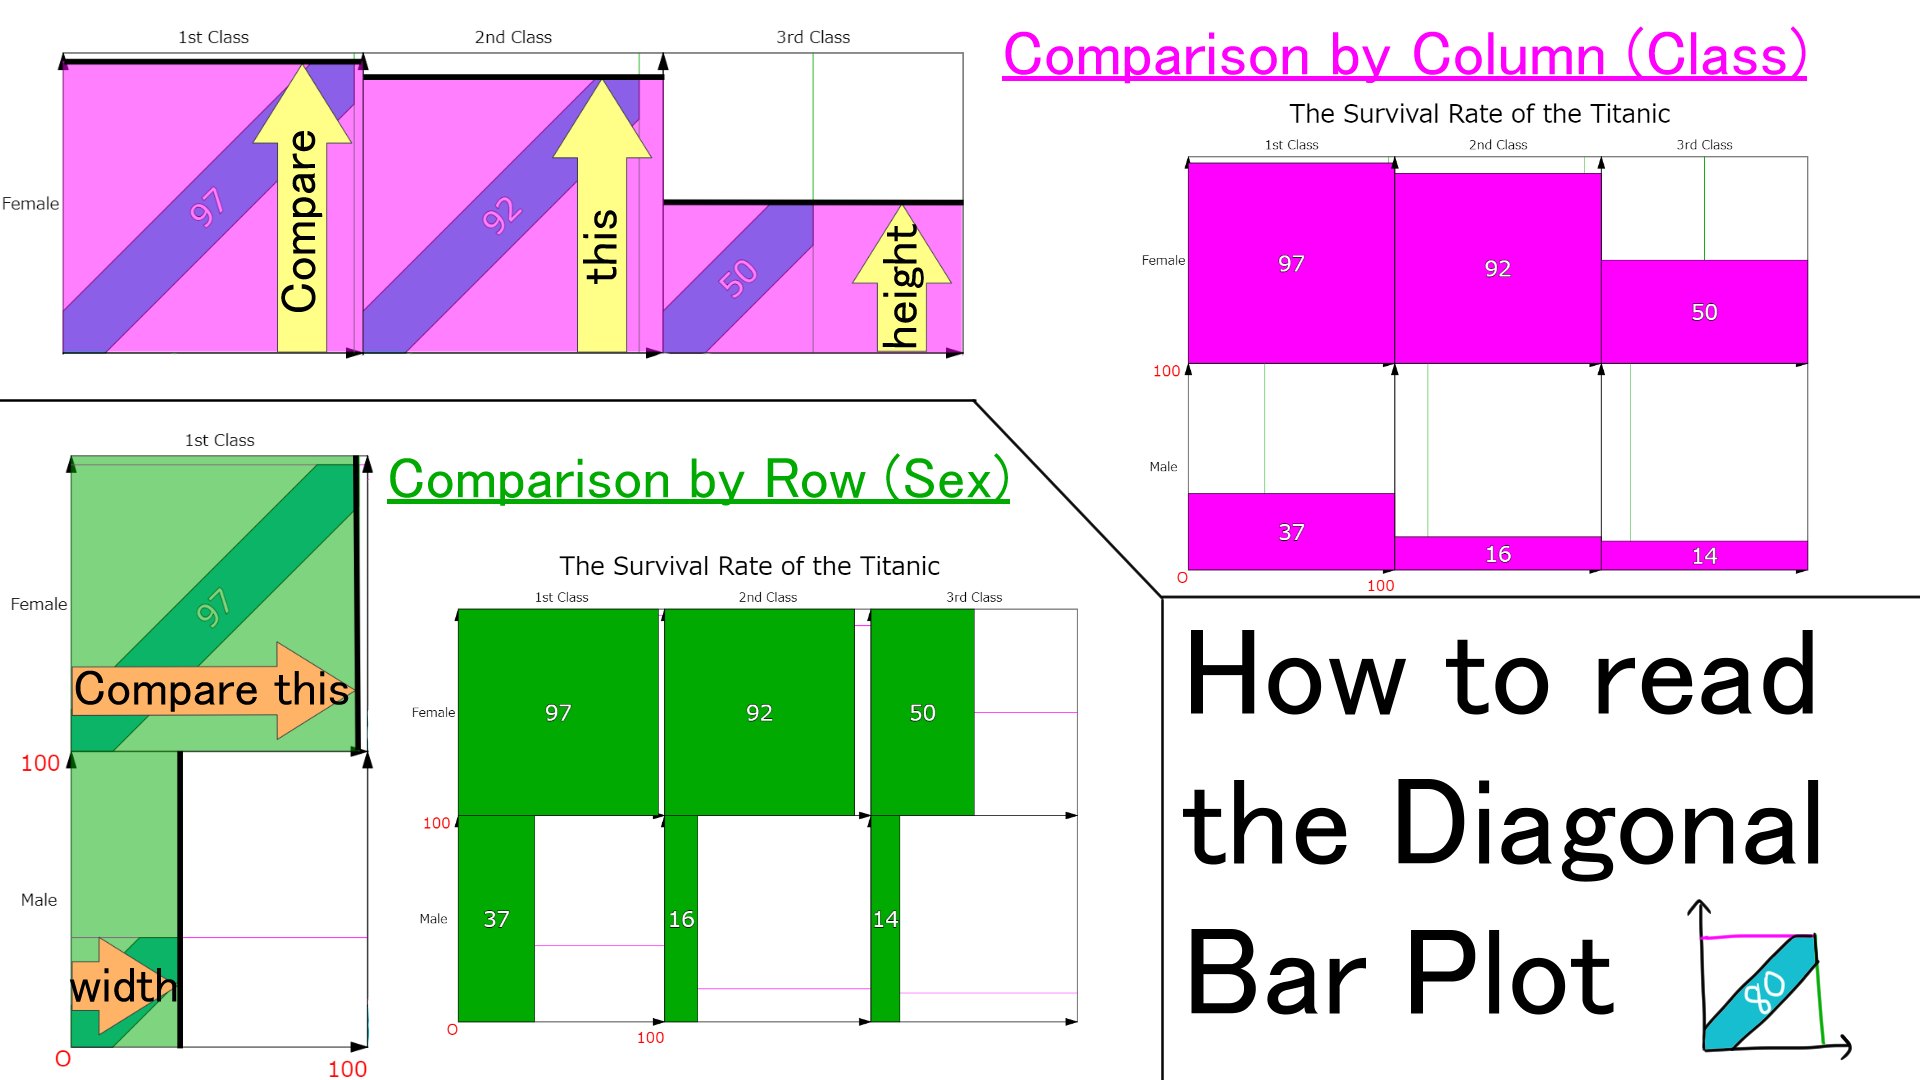 1st Class 2nd Class 3rd Class
Female
97 92 50
Compare this height
Comparison by Column (Class)
The Survival Rate of the Titanic
1st Class 2nd Class 3rd Class
Female
97 92 50
100
Male
37 16 14
O 100
1st Class
Female
97
Compare this
100
Male
width
O 100
Comparison by Row (Sex)
The Survival Rate of the Titanic
1st Class 2nd Class 3rd Class
Female
97 92 50
100
Male
37 16 14
O 100
How to read
the Diagonal
Bar Plot
80